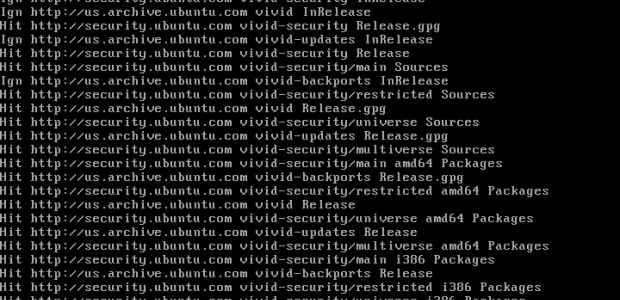 Ign http://security.ubuntu.com vivid-security InRelease
Ign http://us.archive.ubuntu.com vivid InRelease
Hit http://security.ubuntu.com vivid-security Release.gpg
Ign http://us.archive.ubuntu.com vivid-updates InRelease
Hit http://security.ubuntu.com vivid-security Release
Hit http://security.ubuntu.com vivid-security/main Sources
Ign http://us.archive.ubuntu.com vivid-backports InRelease
Hit http://security.ubuntu.com vivid-security/restricted Sources
Hit http://us.archive.ubuntu.com vivid Release.gpg
Hit http://security.ubuntu.com vivid-security/universe Sources
Hit http://us.archive.ubuntu.com vivid-updates Release.gpg
Hit http://security.ubuntu.com vivid-security/multiverse Sources
Hit http://security.ubuntu.com vivid-security/main amd64 Packages
Hit http://us.archive.ubuntu.com vivid-backports Release.gpg
Hit http://security.ubuntu.com vivid-security/restricted amd64 Packages
Hit http://us.archive.ubuntu.com vivid Release
Hit http://security.ubuntu.com vivid-security/universe amd64 Packages
Hit http://us.archive.ubuntu.com vivid-updates Release
Hit http://security.ubuntu.com vivid-security/multiverse amd64 Packages
Hit http://security.ubuntu.com vivid-security/main i386 Packages
Hit http://us.archive.ubuntu.com vivid-backports Release
Hit http://security.ubuntu.com vivid-security/restricted i386 Packages
Hit http://security.ubuntu.com vivid-security/universe i386 Packages